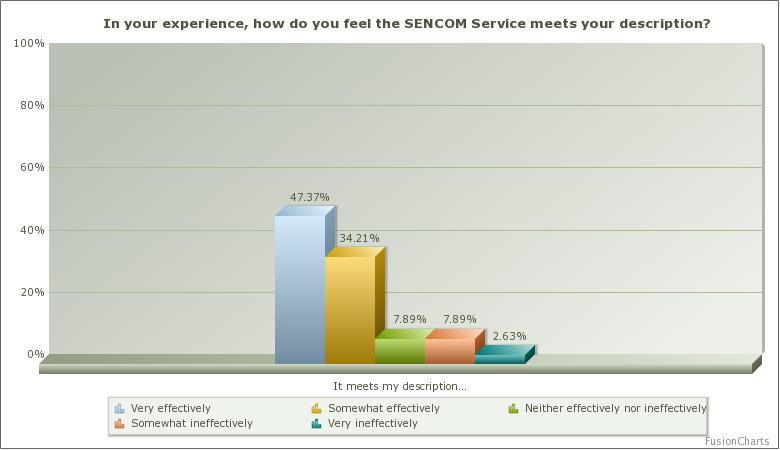 In your experience, how do you feel the SENCOM Service meets your description?
100%
80%
60%
40%
20%
0%
47.37%
34.21%
7.89%
7.89%
2.63%
It meets my description...
Very effectively
Somewhat effectively
Neither effectively nor ineffectively
Somewhat ineffectively
Very ineffectively
FusionCharts